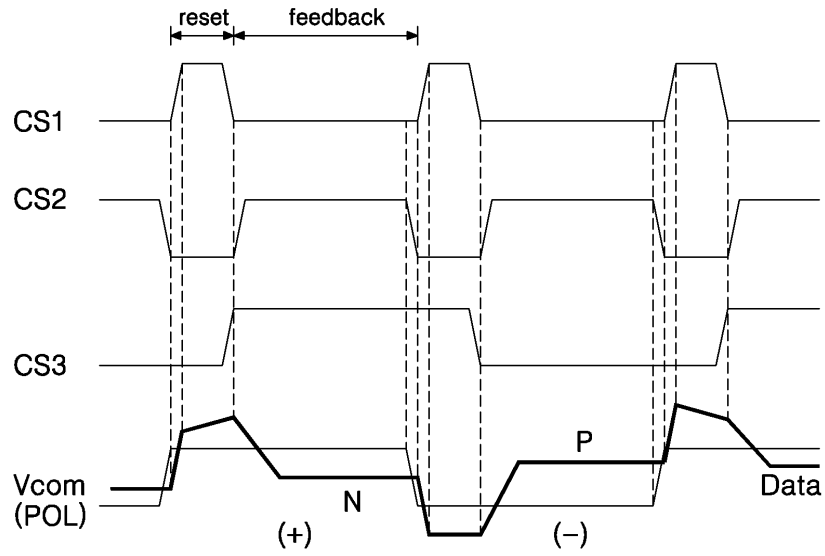 reset
feedback
CS1
CS2
CS3
P
Vcom
N
Data
(POL)
(+)
(−)